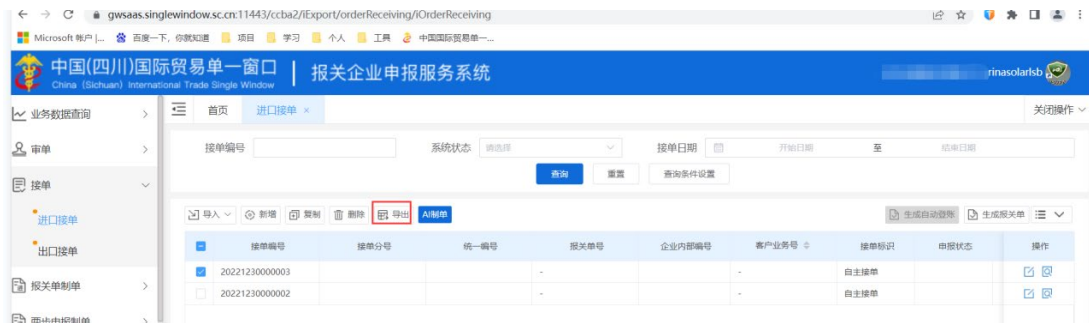 gwsaas.singlewindow.sc.cn:11443/ccba2/iExport/orderReceiving/iOrderReceiving
Microsoft 帐户 |... 百度一下，你就知道 项目 学习 个人 工具 中国国际贸易单一...
中国(四川)国际贸易单一窗口 | 报关企业申报服务系统
China (Sichuan) International Trade Single Window
rinasolarlsb
业务数据查询
首页 进口接单 ×
关闭操作
审单
接单编号 系统状态 请选择 接单日期 开始日期 至 结束日期
查询 重置 查询条件设置
接单
导入 新增 复制 删除 导出 AI制单 生成自动登账 生成报关单
进口接单
接单编号 接单分号 统一编号 报关单号 企业内部编号 客户业务号 接单标识 申报状态 操作
出口接单
20221230000003 - - 自主接单
报关单制单
20221230000002 - - 自主接单
两步申报制单